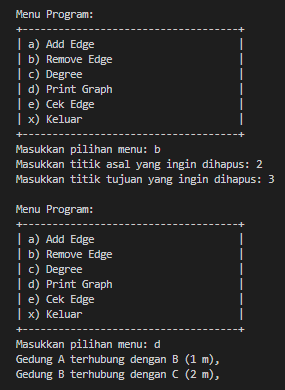 Menu Program:
+----------------------------------+
| a) Add Edge                      |
| b) Remove Edge                   |
| c) Degree                        |
| d) Print Graph                   |
| e) Cek Edge                      |
| x) Keluar                        |
+----------------------------------+
Masukkan pilihan menu: b
Masukkan titik asal yang ingin dihapus: 2
Masukkan titik tujuan yang ingin dihapus: 3
Menu Program:
+----------------------------------+
| a) Add Edge                      |
| b) Remove Edge                   |
| c) Degree                        |
| d) Print Graph                   |
| e) Cek Edge                      |
| x) Keluar                        |
+----------------------------------+
Masukkan pilihan menu: d
Gedung A terhubung dengan B (1 m),
Gedung B terhubung dengan C (2 m),